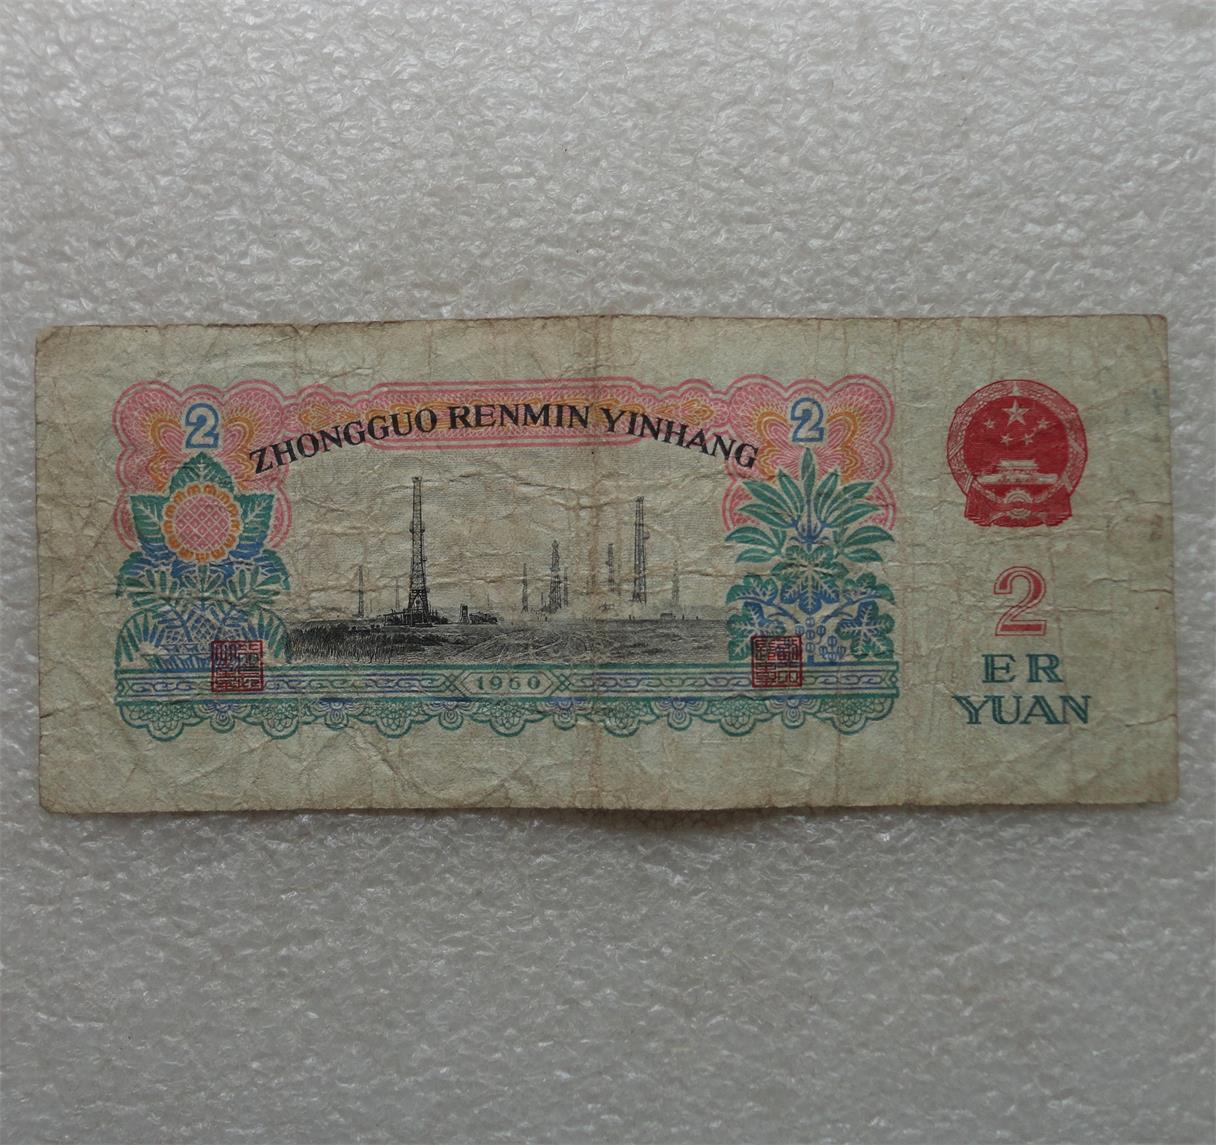 ZHONGGUO RENMIN YINHANG
2
2
1960
2
ER
YUAN